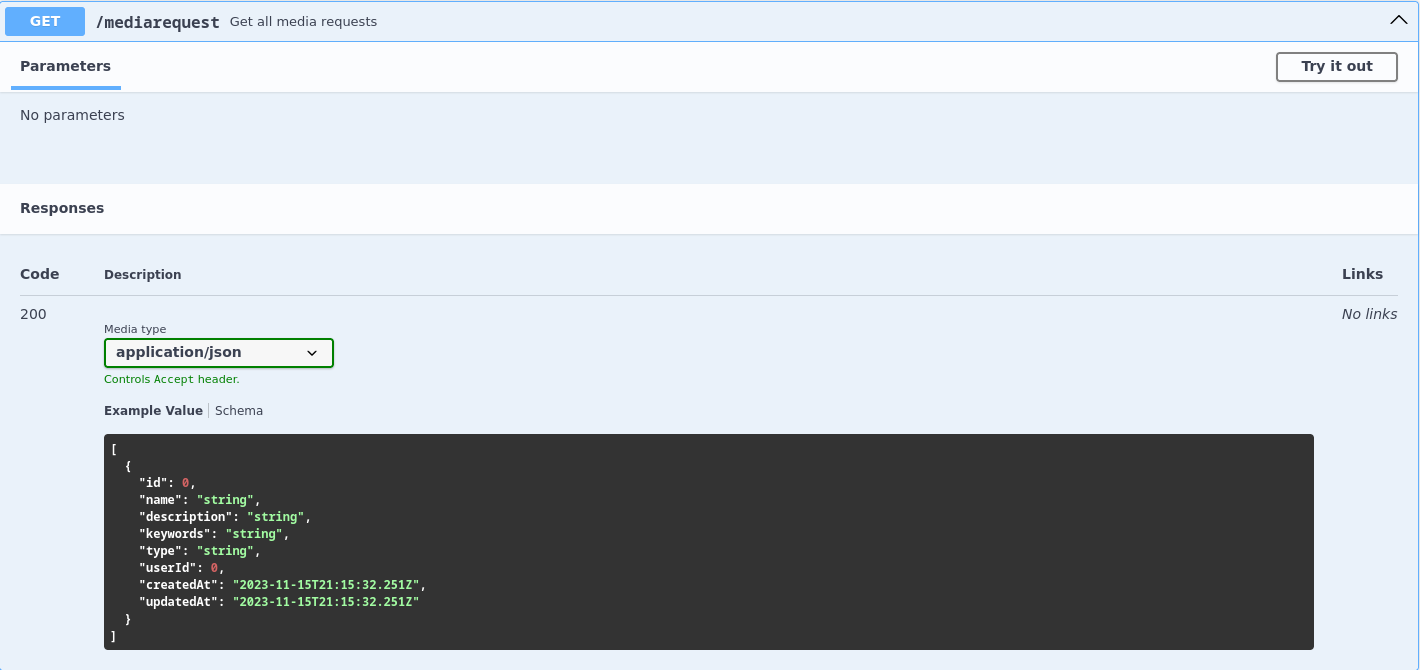 GET /mediarequest Get all media requests
Parameters Try it out
No parameters
Responses
Code Description Links
200 No links
Media type
application/json
Controls Accept header.
Example Value Schema
[
  {
    "id": 0,
    "name": "string",
    "description": "string",
    "keywords": "string",
    "type": "string",
    "userId": 0,
    "createdAt": "2023-11-15T21:15:32.251Z",
    "updatedAt": "2023-11-15T21:15:32.251Z"
  }
]